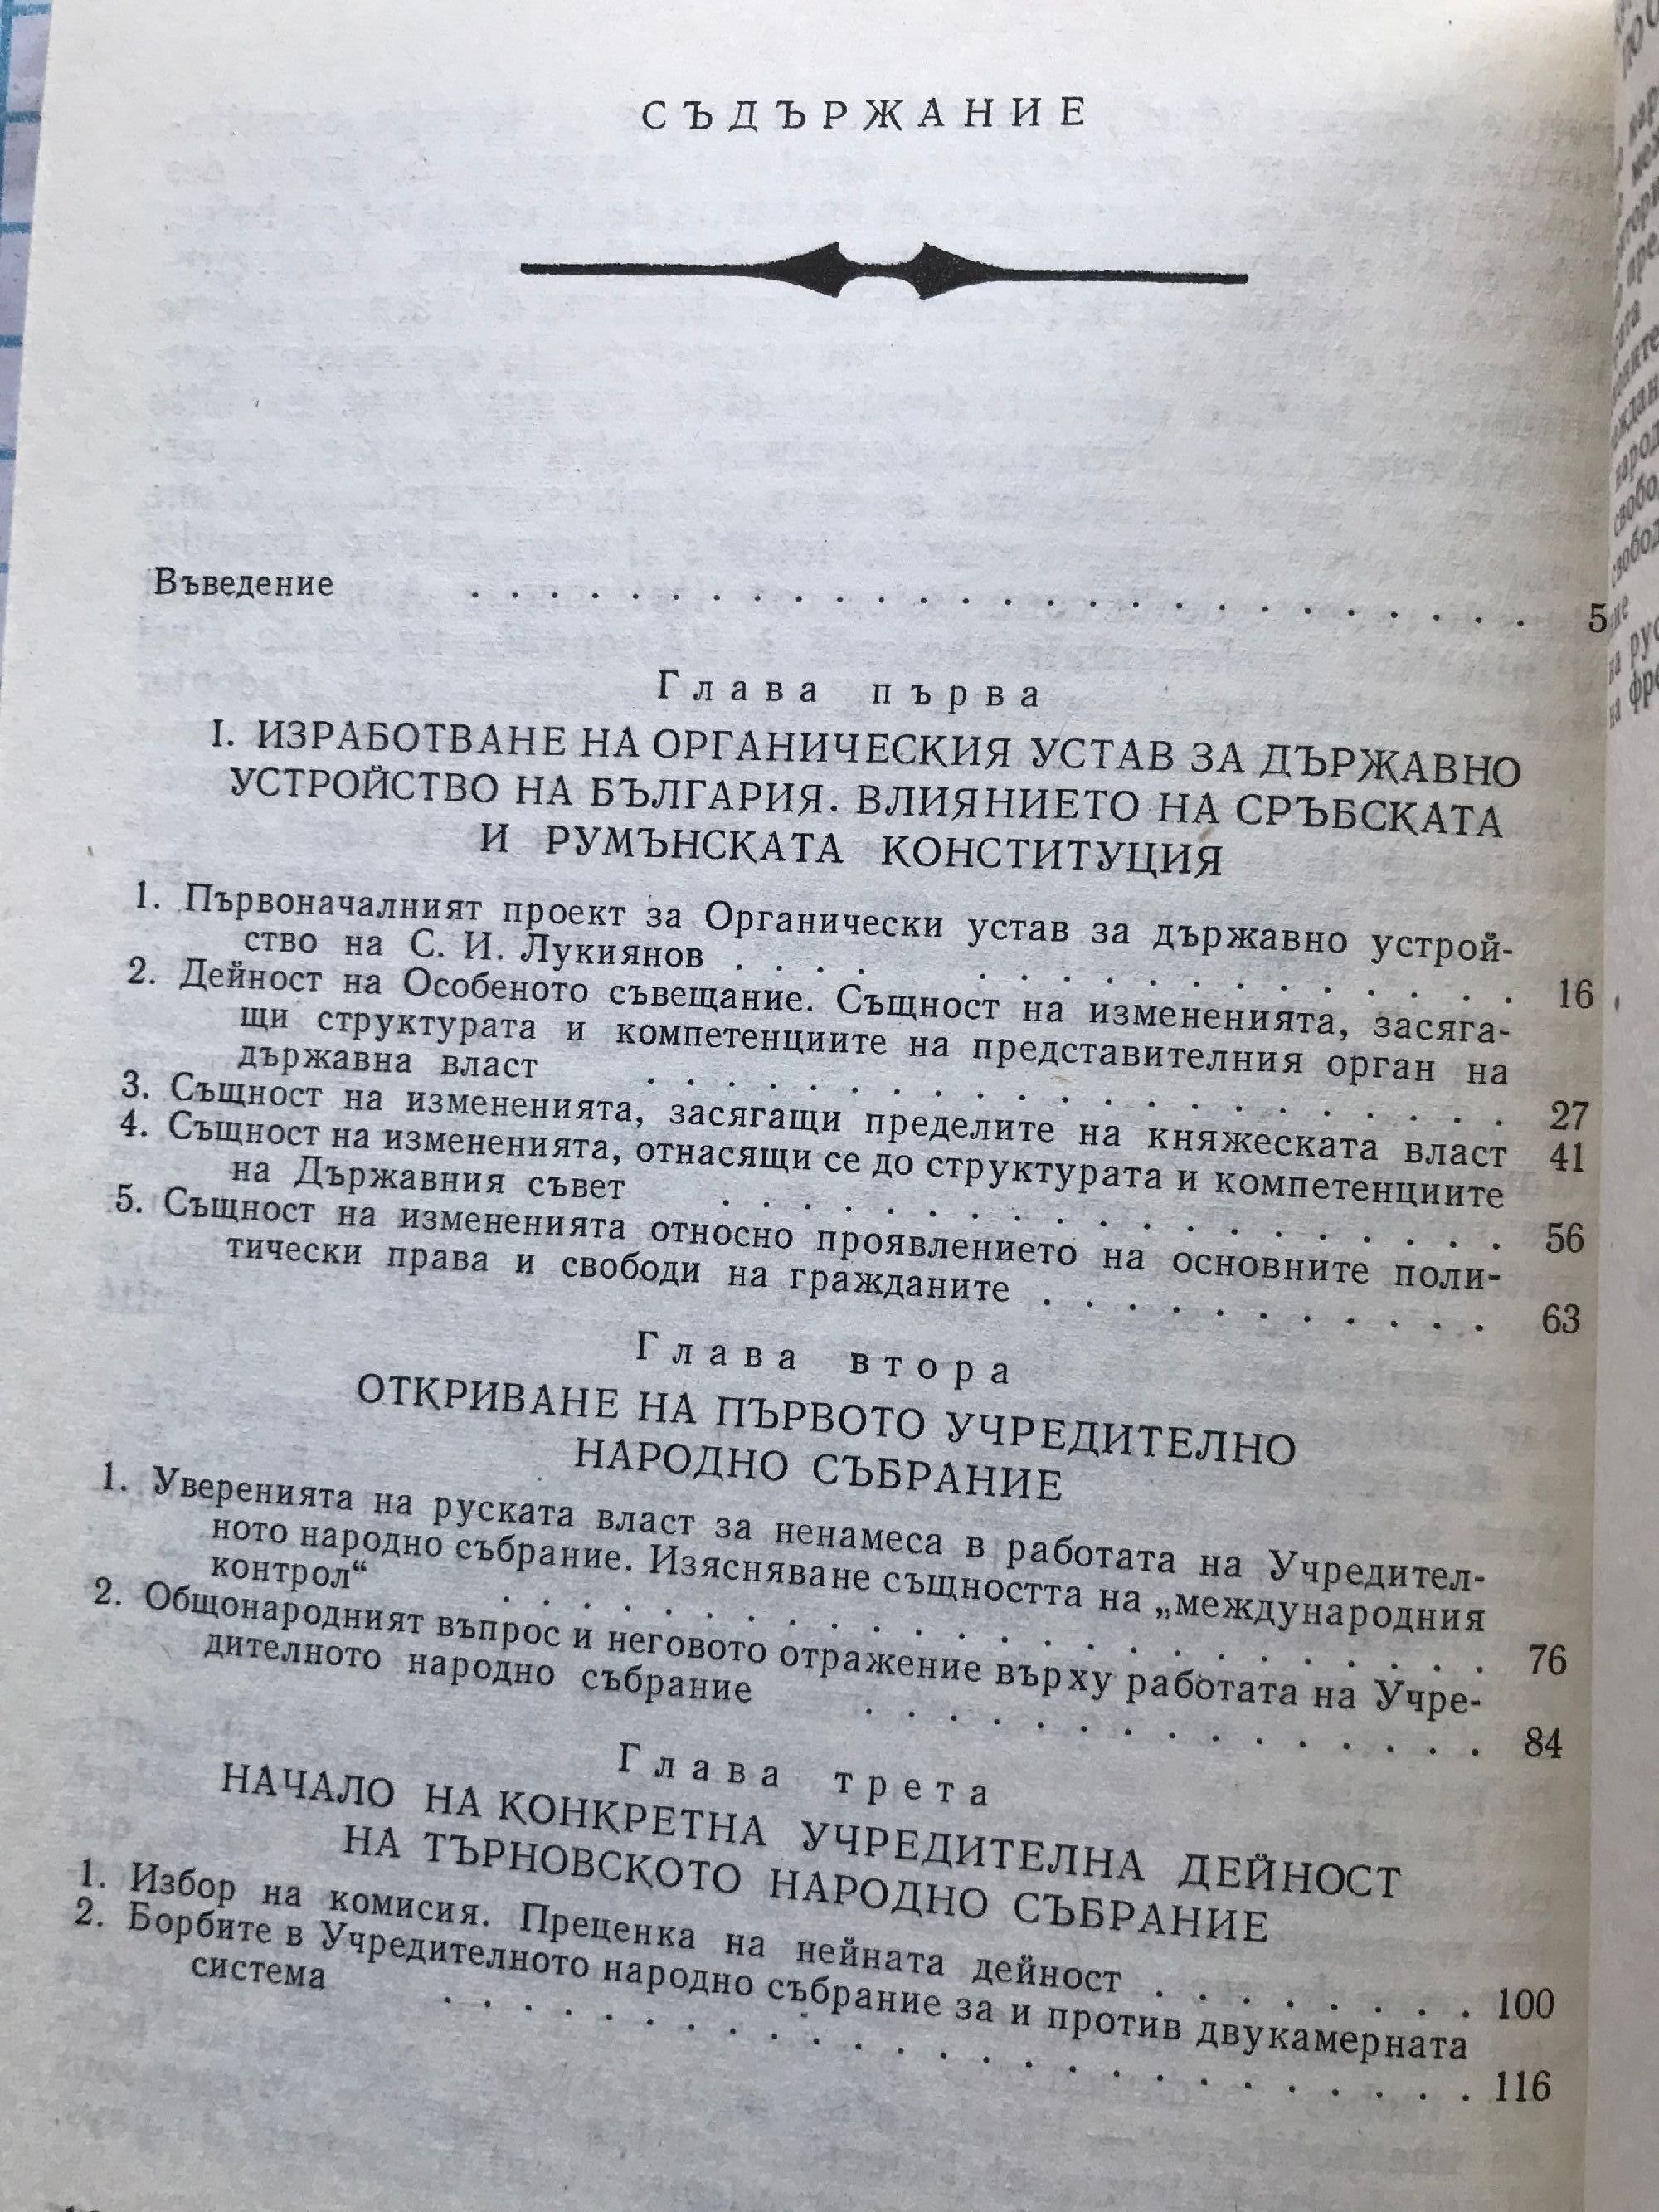 СЪДЪРЖАНИЕ
Въведение . . . . . . . . . . . . . . . . . . . . . . . . . . 5
Глава първа
I. ИЗРАБОТВАНЕ НА ОРГАНИЧЕСКИЯ УСТАВ ЗА ДЪРЖАВНО
УСТРОЙСТВО НА БЪЛГАРИЯ. ВЛИЯНИЕТО НА СРЪБСКАТА
И РУМЪНСКАТА КОНСТИТУЦИЯ
1. Първоначалният проект за Органически устав за държавно устрой-
ство на С. И. Лукиянов . . . . . . . . . . . . . . . . . 16
2. Дейност на Особеното съвещание. Същност на измененията, засяга-
щи структурата и компетенциите на представителния орган на
държавна власт . . . . . . . . . . . . . . . . . . . . . 27
3. Същност на измененията, засягащи пределите на княжеската власт 41
4. Същност на измененията, отнасящи се до структурата и компетенциите
на Държавния съвет . . . . . . . . . . . . . . . . . . . 56
5. Същност на измененията относно проявлението на основните поли-
тически права и свободи на гражданите . . . . . . . . . . . 63
Глава втора
ОТКРИВАНЕ НА ПЪРВОТО УЧРЕДИТЕЛНО
НАРОДНО СЪБРАНИЕ
1. Уверенията на руската власт за ненамеса в работата на Учредител-
ното народно събрание. Изясняване същността на „международния
контрол“ . . . . . . . . . . . . . . . . . . . . . . . . 76
2. Общонародният въпрос и неговото отражение върху работата на Учре-
дителното народно събрание . . . . . . . . . . . . . . . 84
Глава трета
НАЧАЛО НА КОНКРЕТНА УЧРЕДИТЕЛНА ДЕЙНОСТ
НА ТЪРНОВСКОТО НАРОДНО СЪБРАНИЕ
1. Избор на комисия. Преценка на нейната дейност . . . . . . . . 100
2. Борбите в Учредителното народно събрание за и против двукамерната
система . . . . . . . . . . . . . . . . . . . . . . . . . 116